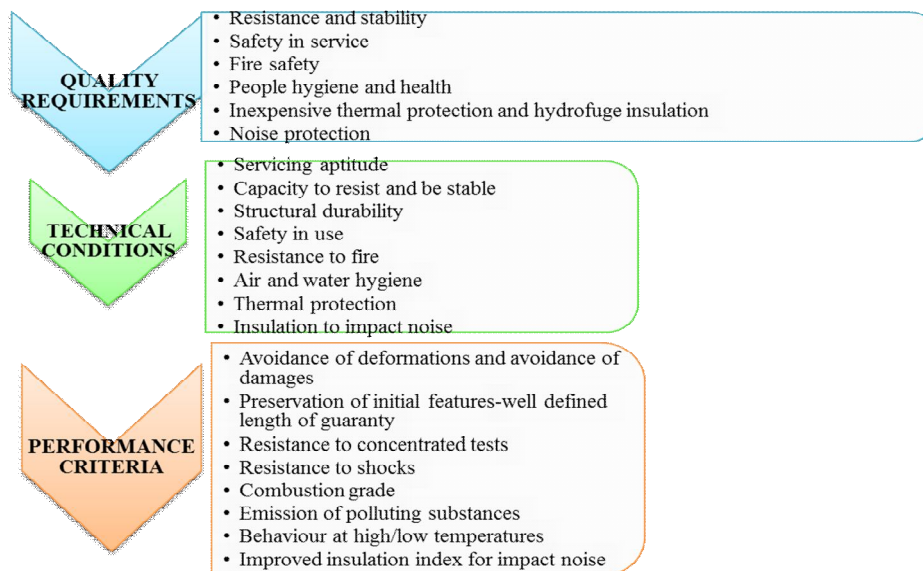 QUALITY
REQUIREMENTS
• Resistance and stability
• Safety in service
• Fire safety
• People hygiene and health
• Inexpensive thermal protection and hydrofuge insulation
• Noise protection
TECHNICAL
CONDITIONS
• Servicing aptitude
• Capacity to resist and be stable
• Structural durability
• Safety in use
• Resistance to fire
• Air and water hygiene
• Thermal protection
• Insulation to impact noise
PERFORMANCE
CRITERIA
• Avoidance of deformations and avoidance of
damages
• Preservation of initial features-well defined
length of guaranty
• Resistance to concentrated tests
• Resistance to shocks
• Combustion grade
• Emission of polluting substances
• Behaviour at high/low temperatures
• Improved insulation index for impact noise